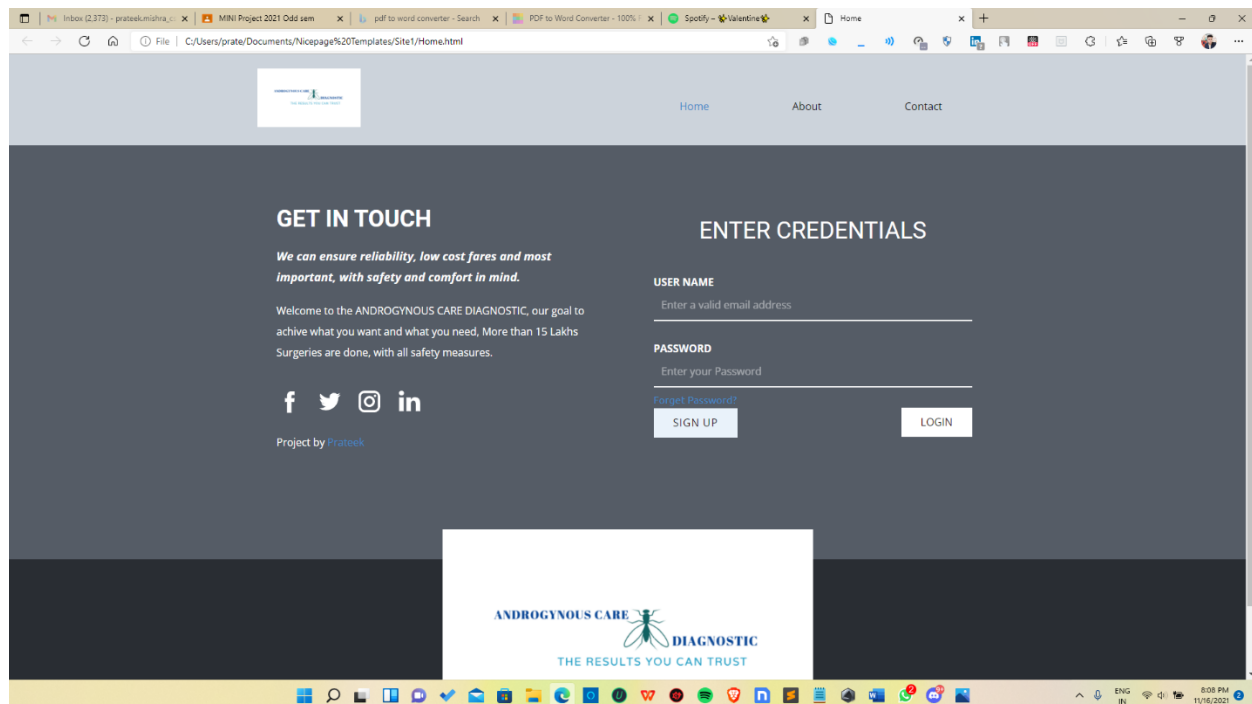 Inbox (2,373) - prateek.mishra_c
MINI Project 2021 Odd sem
pdf to word converter - Search
PDF to Word Converter - 100% F
Spotify – Valentine
Home
File
C:/Users/prate/Documents/Nicepage%20Templates/Site1/Home.html
Home
About
Contact
GET IN TOUCH
We can ensure reliability, low cost fares and most
important, with safety and comfort in mind.
Welcome to the ANDROGYNOUS CARE DIAGNOSTIC, our goal to
achive what you want and what you need, More than 15 Lakhs
Surgeries are done, with all safety measures.
Project by Prateek
ENTER CREDENTIALS
USER NAME
Enter a valid email address
PASSWORD
Enter your Password
Forget Password?
SIGN UP
LOGIN
ANDROGYNOUS CARE
DIAGNOSTIC
THE RESULTS YOU CAN TRUST
ENG
IN
8:08 PM
11/16/2021